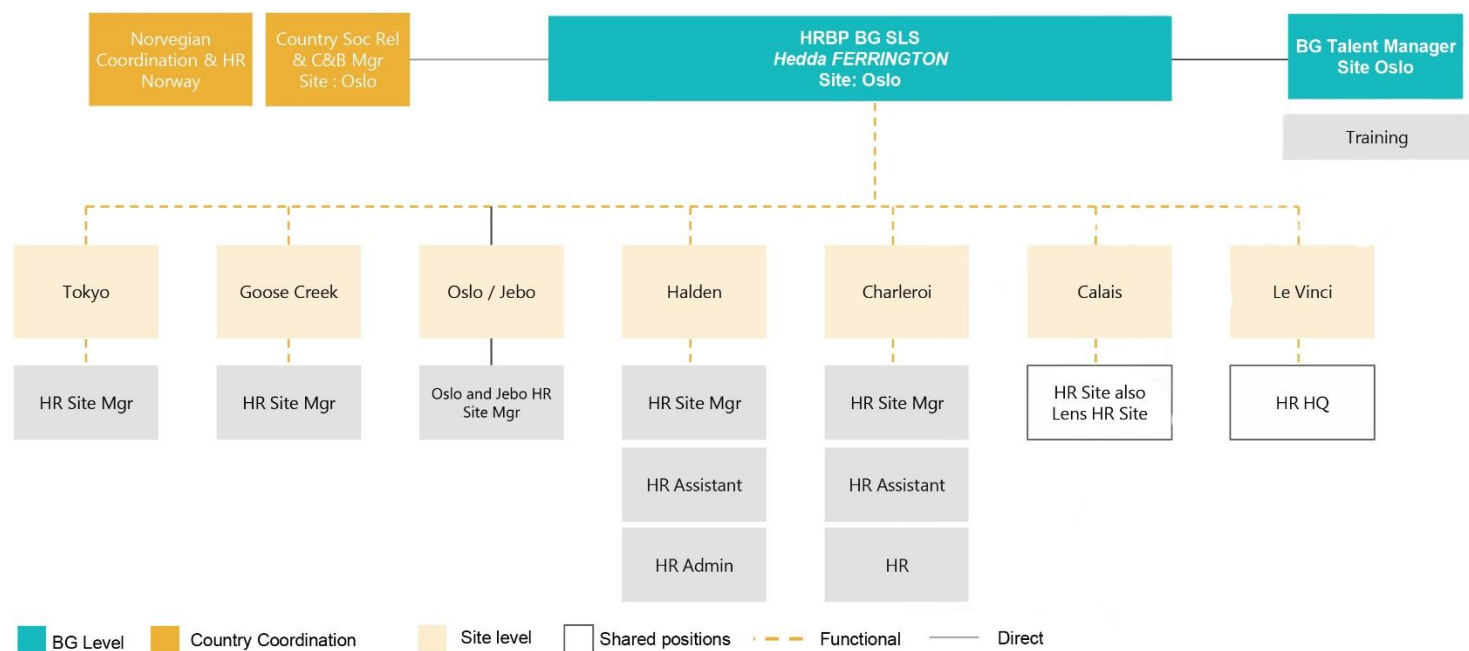 Norwegian
Coordination & HR
Norway
Country Soc Rel
& C&B Mgr
Site : Oslo
HRBP BG SLS
Hedda FERRINGTON
Site: Oslo
BG Talent Manager
Site Oslo
Training
Tokyo
Goose Creek
Oslo / Jebo
Halden
Charleroi
Calais
Le Vinci
HR Site Mgr
HR Site Mgr
Oslo and Jebo HR
Site Mgr
HR Site Mgr
HR Site Mgr
HR Site also
Lens HR Site
HR HQ
HR Assistant
HR Assistant
HR Admin
HR
BG Level
Country Coordination
Site level
Shared positions
Functional
Direct